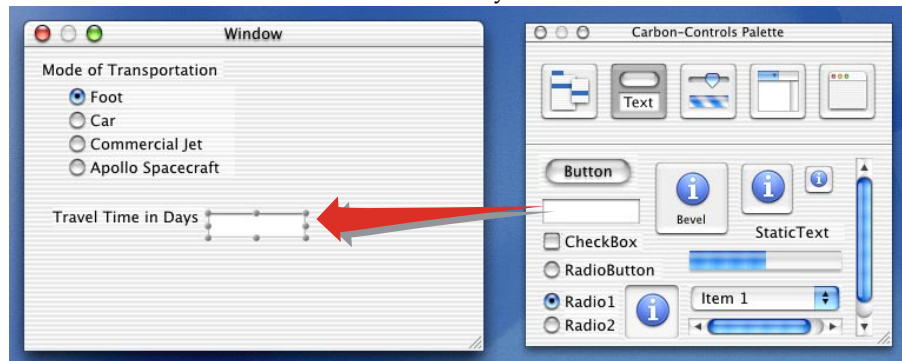 Window
Mode of Transportation
Foot
Car
Commercial Jet
Apollo Spacecraft
Travel Time in Days
Carbon-Controls Palette
Text
Button
Bevel
StaticText
CheckBox
RadioButton
Radio1
Item 1
Radio2